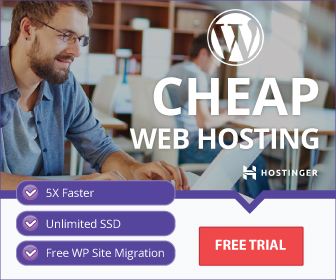 CHEAP
WEB HOSTING
HOSTINGER
5X Faster
Unlimited SSD
Free WP Site Migration
FREE TRIAL